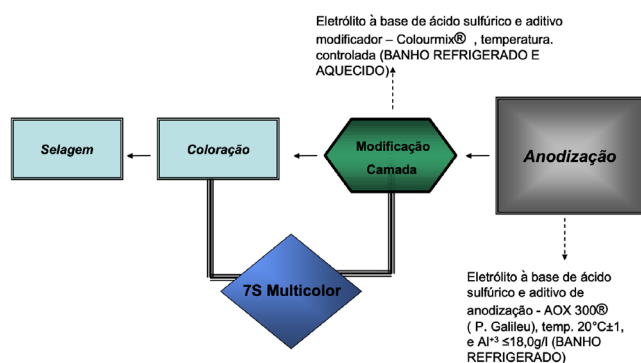 Eletrólito à base de ácido sulfúrico e aditivo
modificador – Colourmix® , temperatura.
controlada (BANHO REFRIGERADO E
AQUECIDO)
Selagem
Coloração
Modificação
Camada
Anodização
7S Multicolor
Eletrólito à base de ácido
sulfúrico e aditivo de
anodização - AOX 300®
( P. Galileu), temp. 20°C±1,
e Al⁺³ ≤18,0g/l (BANHO
REFRIGERADO)